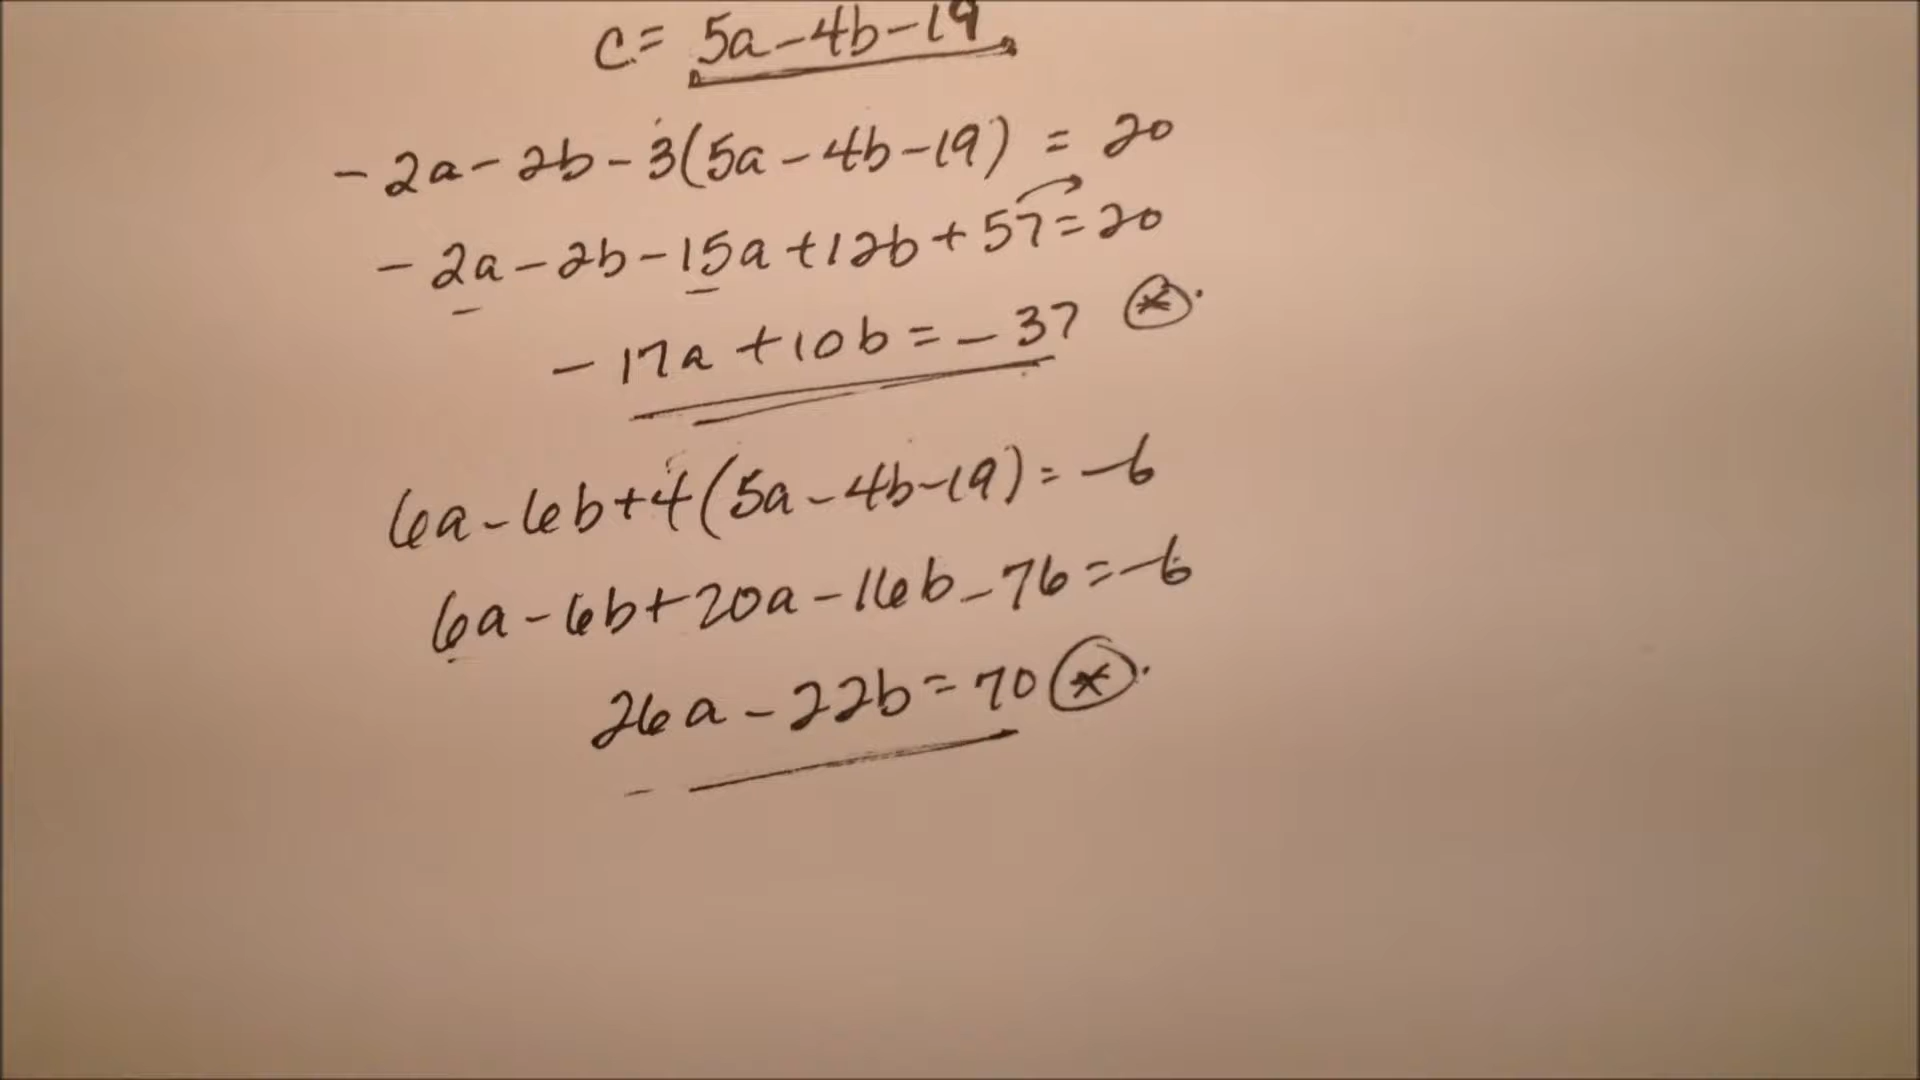 c = 5a-4b-19
-2a-2b-3(5a-4b-19) = 20
-2a-2b-15a+12b+57=20
-17a+10b=-37 *
6a-6b+4(5a-4b-19)=-6
6a-6b+20a-16b-76=-6
26a-22b=70 *